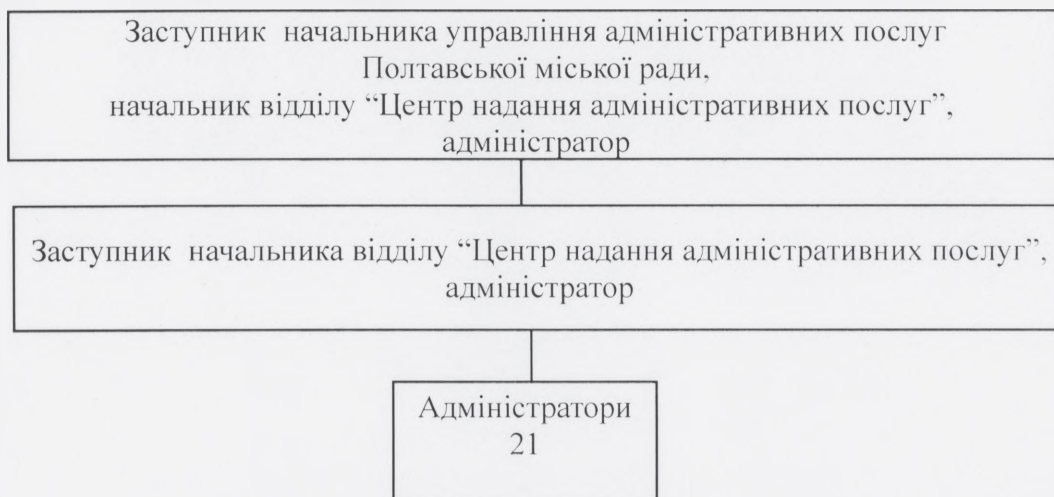 Заступник начальника управління адміністративних послуг
Полтавської міської ради,
начальник відділу “Центр надання адміністративних послуг”,
адміністратор
Заступник начальника відділу “Центр надання адміністративних послуг”,
адміністратор
Адміністратори
21